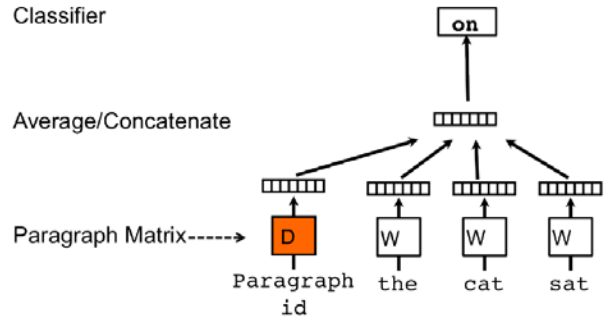 Classifier
on
Average/Concatenate
Paragraph Matrix
D
W
W
W
Paragraph
id
the
cat
sat